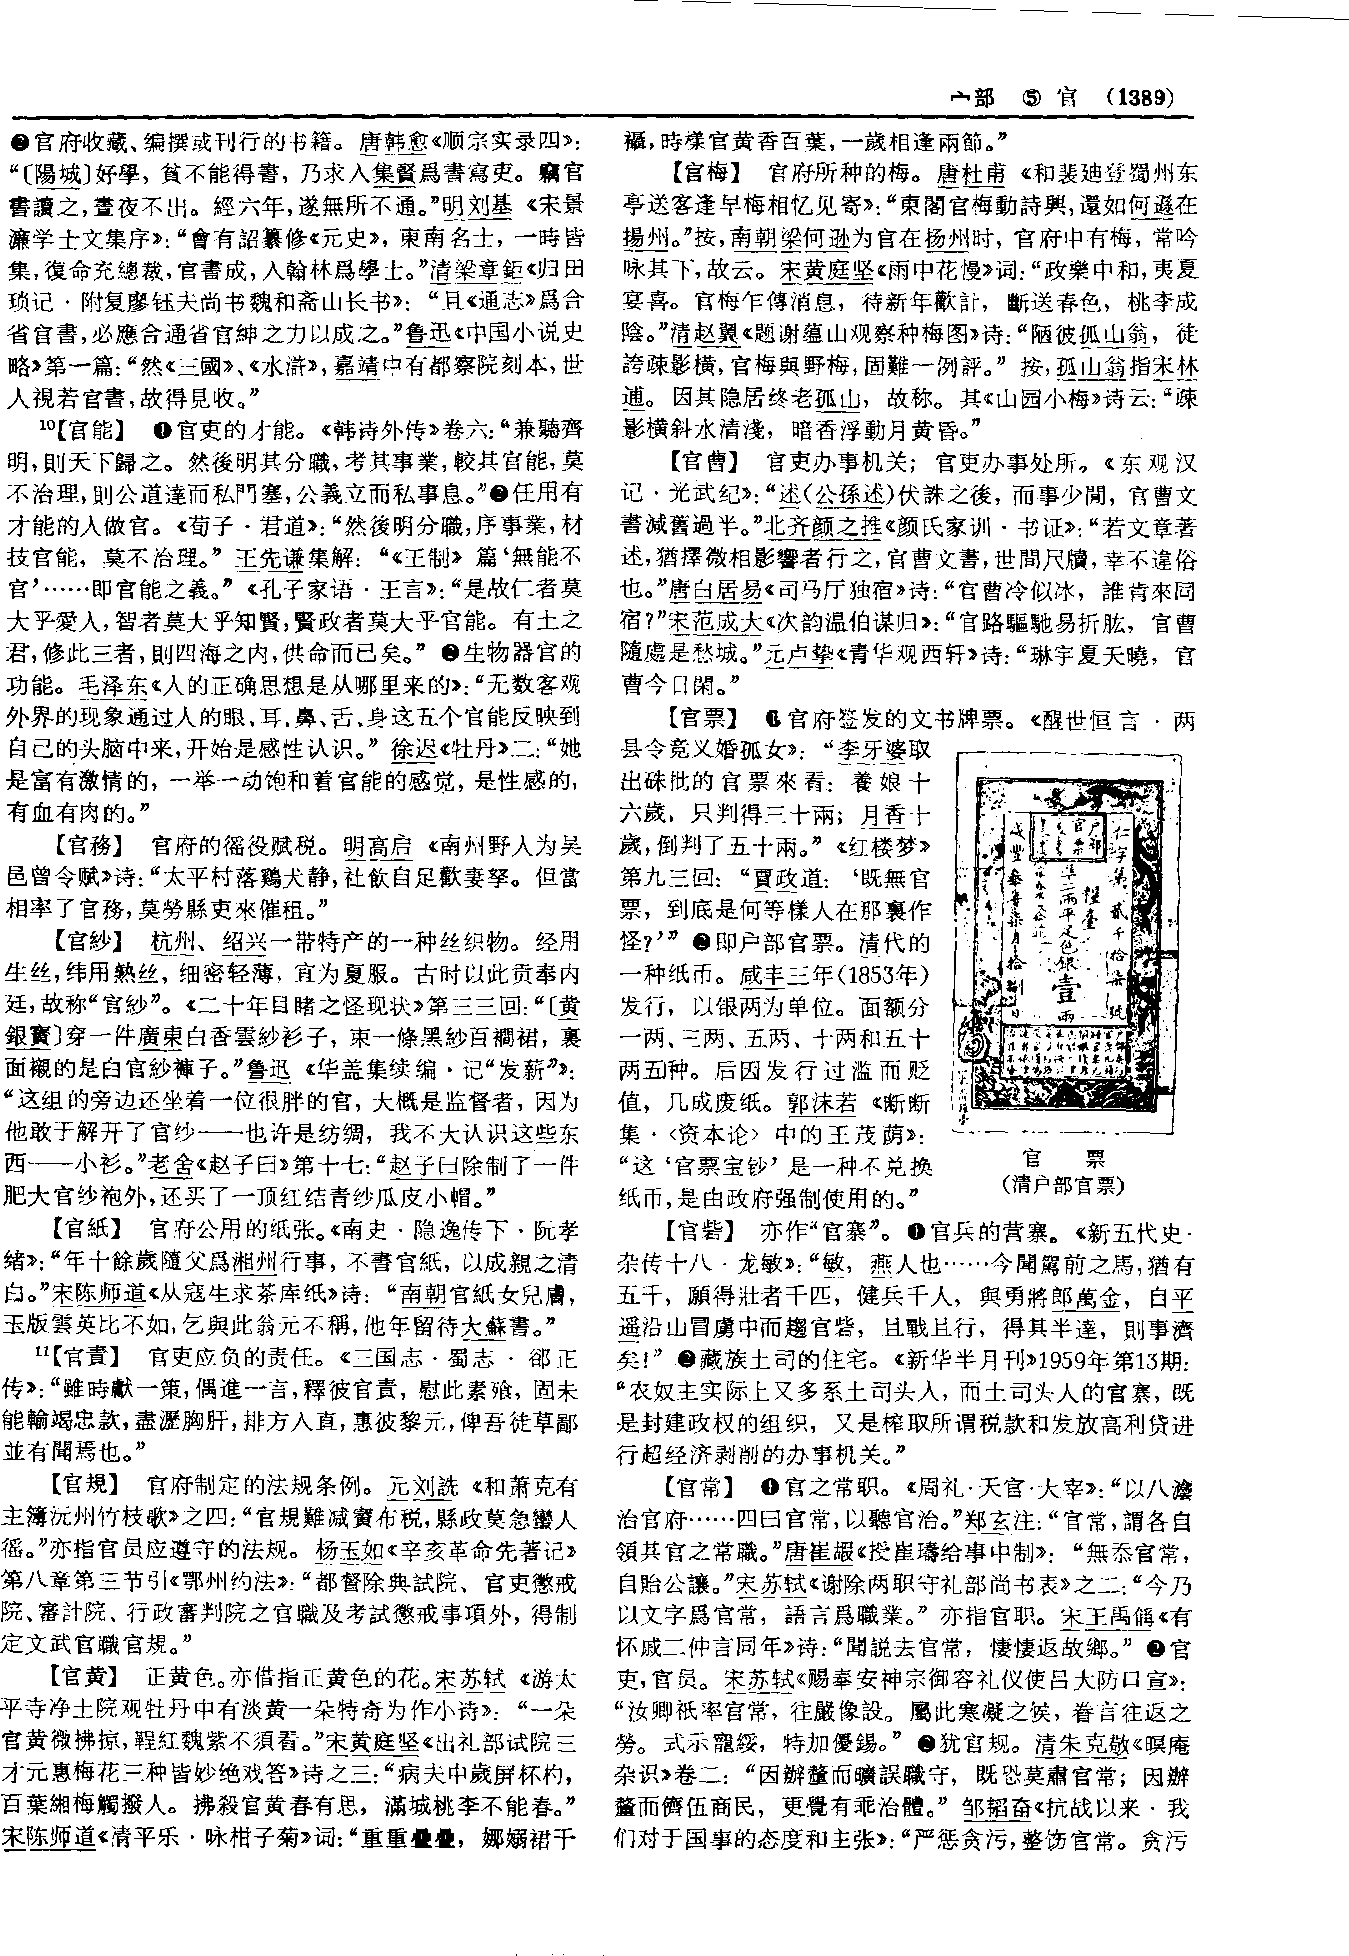 宀部 ⑤ 官 (1389)
❷官府收藏、编撰或刊行的书籍。唐韩愈《顺宗实录四》：
“〔陽城〕好學，貧不能得書，乃求入集賢爲書寫吏。竊官
書讀之，晝夜不出。經六年，遂無所不通。”明刘基《宋景
濂学士文集序》：“會有詔纂修《元史》，東南名士，一時皆
集，復命充總裁，官書成，入翰林爲學士。”清梁章鉅《归田
琐记·附复廖钰夫尚书魏和斋山长书》：“且《通志》爲合
省官書，必應合通省官紳之力以成之。”鲁迅《中国小说史
略》第一篇：“然《三國》、《水滸》，嘉靖中有都察院刻本，世
人視若官書，故得見收。”
10【官能】 ❶官吏的才能。《韩诗外传》卷六：“兼聽齊
明，則天下歸之。然後明其分職，考其事業，較其官能，莫
不治理，則公道達而私門塞，公義立而私事息。”❷任用有
才能的人做官。《荀子·君道》：“然後明分職，序事業，材
技官能，莫不治理。”王先谦集解：“《王制》篇‘無能不
官’……即官能之義。”《孔子家语·王言》：“是故仁者莫
大乎愛人，智者莫大乎知賢，賢政者莫大乎官能。有土之
君，修此三者，則四海之内，供命而已矣。”❸生物器官的
功能。毛泽东《人的正确思想是从哪里来的》：“无数客观
外界的现象通过人的眼、耳、鼻、舌、身这五个官能反映到
自己的头脑中来，开始是感性认识。”徐迟《牡丹》二：“她
是富有激情的，一举一动饱和着官能的感觉，是性感的，
有血有肉的。”
【官務】 官府的徭役赋税。明高启《南州野人为吴
邑曾令赋》诗：“太平村落鷄犬静，社飲自足歡妻孥。但當
相率了官務，莫勞縣吏來催租。”
【官紗】 杭州、绍兴一带特产的一种丝织物。经用
生丝，纬用熟丝，细密轻薄，宜为夏服。古时以此贡奉内
廷，故称“官紗”。《二十年目睹之怪现状》第三三回：“〔黄
銀寶〕穿一件廣東白香雲紗衫子，束一條黑紗百襇裙，裏
面襯的是白官紗褲子。”鲁迅《华盖集续编·记“发薪”》：
“这组的旁边还坐着一位很胖的官，大概是监督者，因为
他敢于解开了官纱——也许是纺绸，我不大认识这些东
西——小衫。”老舍《赵子曰》第十七：“赵子曰除制了一件
肥大官纱袍外，还买了一顶红结青纱瓜皮小帽。”
【官紙】 官府公用的纸张。《南史·隐逸传下·阮孝
绪》：“年十餘歲隨父爲湘州行事，不書官紙，以成親之清
白。”宋陈师道《从寇生求茶库纸》诗：“南朝官紙女兒膚，
玉版雲英比不如，乞與此翁元不稱，他年留待大蘇書。”
11【官責】 官吏应负的责任。《三国志·蜀志·郤正
传》：“雖時獻一策，偶進一言，釋彼官責，慰此素飱，固未
能輸竭忠款，盡瀝胸肝，排方入直，惠彼黎元，俾吾徒草鄙
並有聞焉也。”
【官規】 官府制定的法规条例。元刘詵《和萧克有
主簿沅州竹枝歌》之四：“官規難减賨布税，縣政莫急蠻人
徭。”亦指官员应遵守的法规。杨玉如《辛亥革命先著记》
第八章第三节引《鄂州约法》：“都督除典試院、官吏懲戒
院、審計院、行政審判院之官職及考試懲戒事項外，得制
定文武官職官規。”
【官黄】 正黄色。亦借指正黄色的花。宋苏轼《游太
平寺净土院观牡丹中有淡黄一朵特奇为作小诗》：“一朵
官黄微拂掠，鞓紅魏紫不須看。”宋黄庭坚《出礼部试院王
才元惠梅花三种皆妙绝戏答》诗之三：“病夫中歲屏杯杓，
百葉緗梅觸撥人。拂殺官黄春有思，滿城桃李不能春。”
宋陈师道《清平乐·咏柑子菊》词：“重重疊疊，娜嫋裙千
襵，時樣官黄香百葉，一歲相逢兩節。”
【官梅】 官府所种的梅。唐杜甫《和裴迪登蜀州东
亭送客逢早梅相忆见寄》：“東閣官梅動詩興，還如何遜在
揚州。”按，南朝梁何逊为官在扬州时，官府中有梅，常吟
咏其下，故云。宋黄庭坚《雨中花慢》词：“政樂中和，夷夏
宴喜。官梅乍傳消息，待新年歡計，斷送春色，桃李成
陰。”清赵翼《题谢蕴山观察种梅图》诗：“陋彼孤山翁，徒
誇疎影横，官梅與野梅，固難一例評。”按，孤山翁指宋林
逋。因其隐居终老孤山，故称。其《山园小梅》诗云：“疎
影横斜水清淺，暗香浮動月黄昏。”
【官曹】 官吏办事机关；官吏办事处所。《东观汉
记·光武纪》：“述（公孫述）伏誅之後，而事少閒，官曹文
書減舊過半。”北齐颜之推《颜氏家训·书证》：“若文章著
述，猶擇微相影響者行之，官曹文書，世間尺牘，幸不違俗
也。”唐白居易《司马厅独宿》诗：“官曹冷似冰，誰肯來同
宿？”宋范成大《次韵温伯谋归》：“官路驅馳易折肱，官曹
隨處是愁城。”元卢挚《青华观西轩》诗：“琳宇夏天曉，官
曹今日閑。”
【官票】 ❶官府签发的文书牌票。《醒世恒言·两
县令竞义婚孤女》：“李牙婆取
出硃批的官票來看：養娘十
六歲，只判得三十兩；月香十
歲，倒判了五十兩。”《红楼梦》
第九三回：“賈政道：‘既無官
票，到底是何等樣人在那裏作
怪？’”❷即户部官票。清代的
一种纸币。咸丰三年(1853年)
发行，以银两为单位。面额分
一两、三两、五两、十两和五十
两五种。后因发行过滥而贬
值，几成废纸。郭沫若《断断
集·〈资本论〉中的王茂荫》：
“这‘官票宝钞’是一种不兑换
纸币，是由政府强制使用的。”
户部
官票
準二兩平足色銀壹兩
官 票
(清户部官票)
【官砦】 亦作“官寨”。❶官兵的营寨。《新五代史·
杂传十八·龙敏》：“敏，燕人也……今聞駕前之馬，猶有
五千，願得壯者千匹，健兵千人，與勇將郎萬金，自平
遥沿山冒虜中而趨官砦，且戰且行，得其半達，則事濟
矣！”❷藏族土司的住宅。《新华半月刊》1959年第13期：
“农奴主实际上又多系土司头人，而土司头人的官寨，既
是封建政权的组织，又是榨取所谓税款和发放高利贷进
行超经济剥削的办事机关。”
【官常】 ❶官之常职。《周礼·天官·大宰》：“以八灋
治官府……四曰官常，以聽官治。”郑玄注：“官常，謂各自
領其官之常職。”唐崔嘏《授崔璹给事中制》：“無忝官常，
自貽公讓。”宋苏轼《谢除两职守礼部尚书表》之二：“今乃
以文字爲官常，語言爲職業。”亦指官职。宋王禹偁《有
怀戚二仲言同年》诗：“聞説去官常，悽悽返故鄉。”❷官
吏，官员。宋苏轼《赐奉安神宗御容礼仪使吕大防口宣》：
“汝卿祇率官常，往嚴像設。屬此寒凝之候，眷言往返之
勞。式示寵綏，特加優錫。”❸犹官规。清朱克敬《暝庵
杂识》卷二：“因辦釐而曠誤職守，既恐莫肅官常；因辦
釐而儕伍商民，更覺有乖治體。”邹韬奋《抗战以来·我
们对于国事的态度和主张》：“严惩贪污，整饬官常。贪污